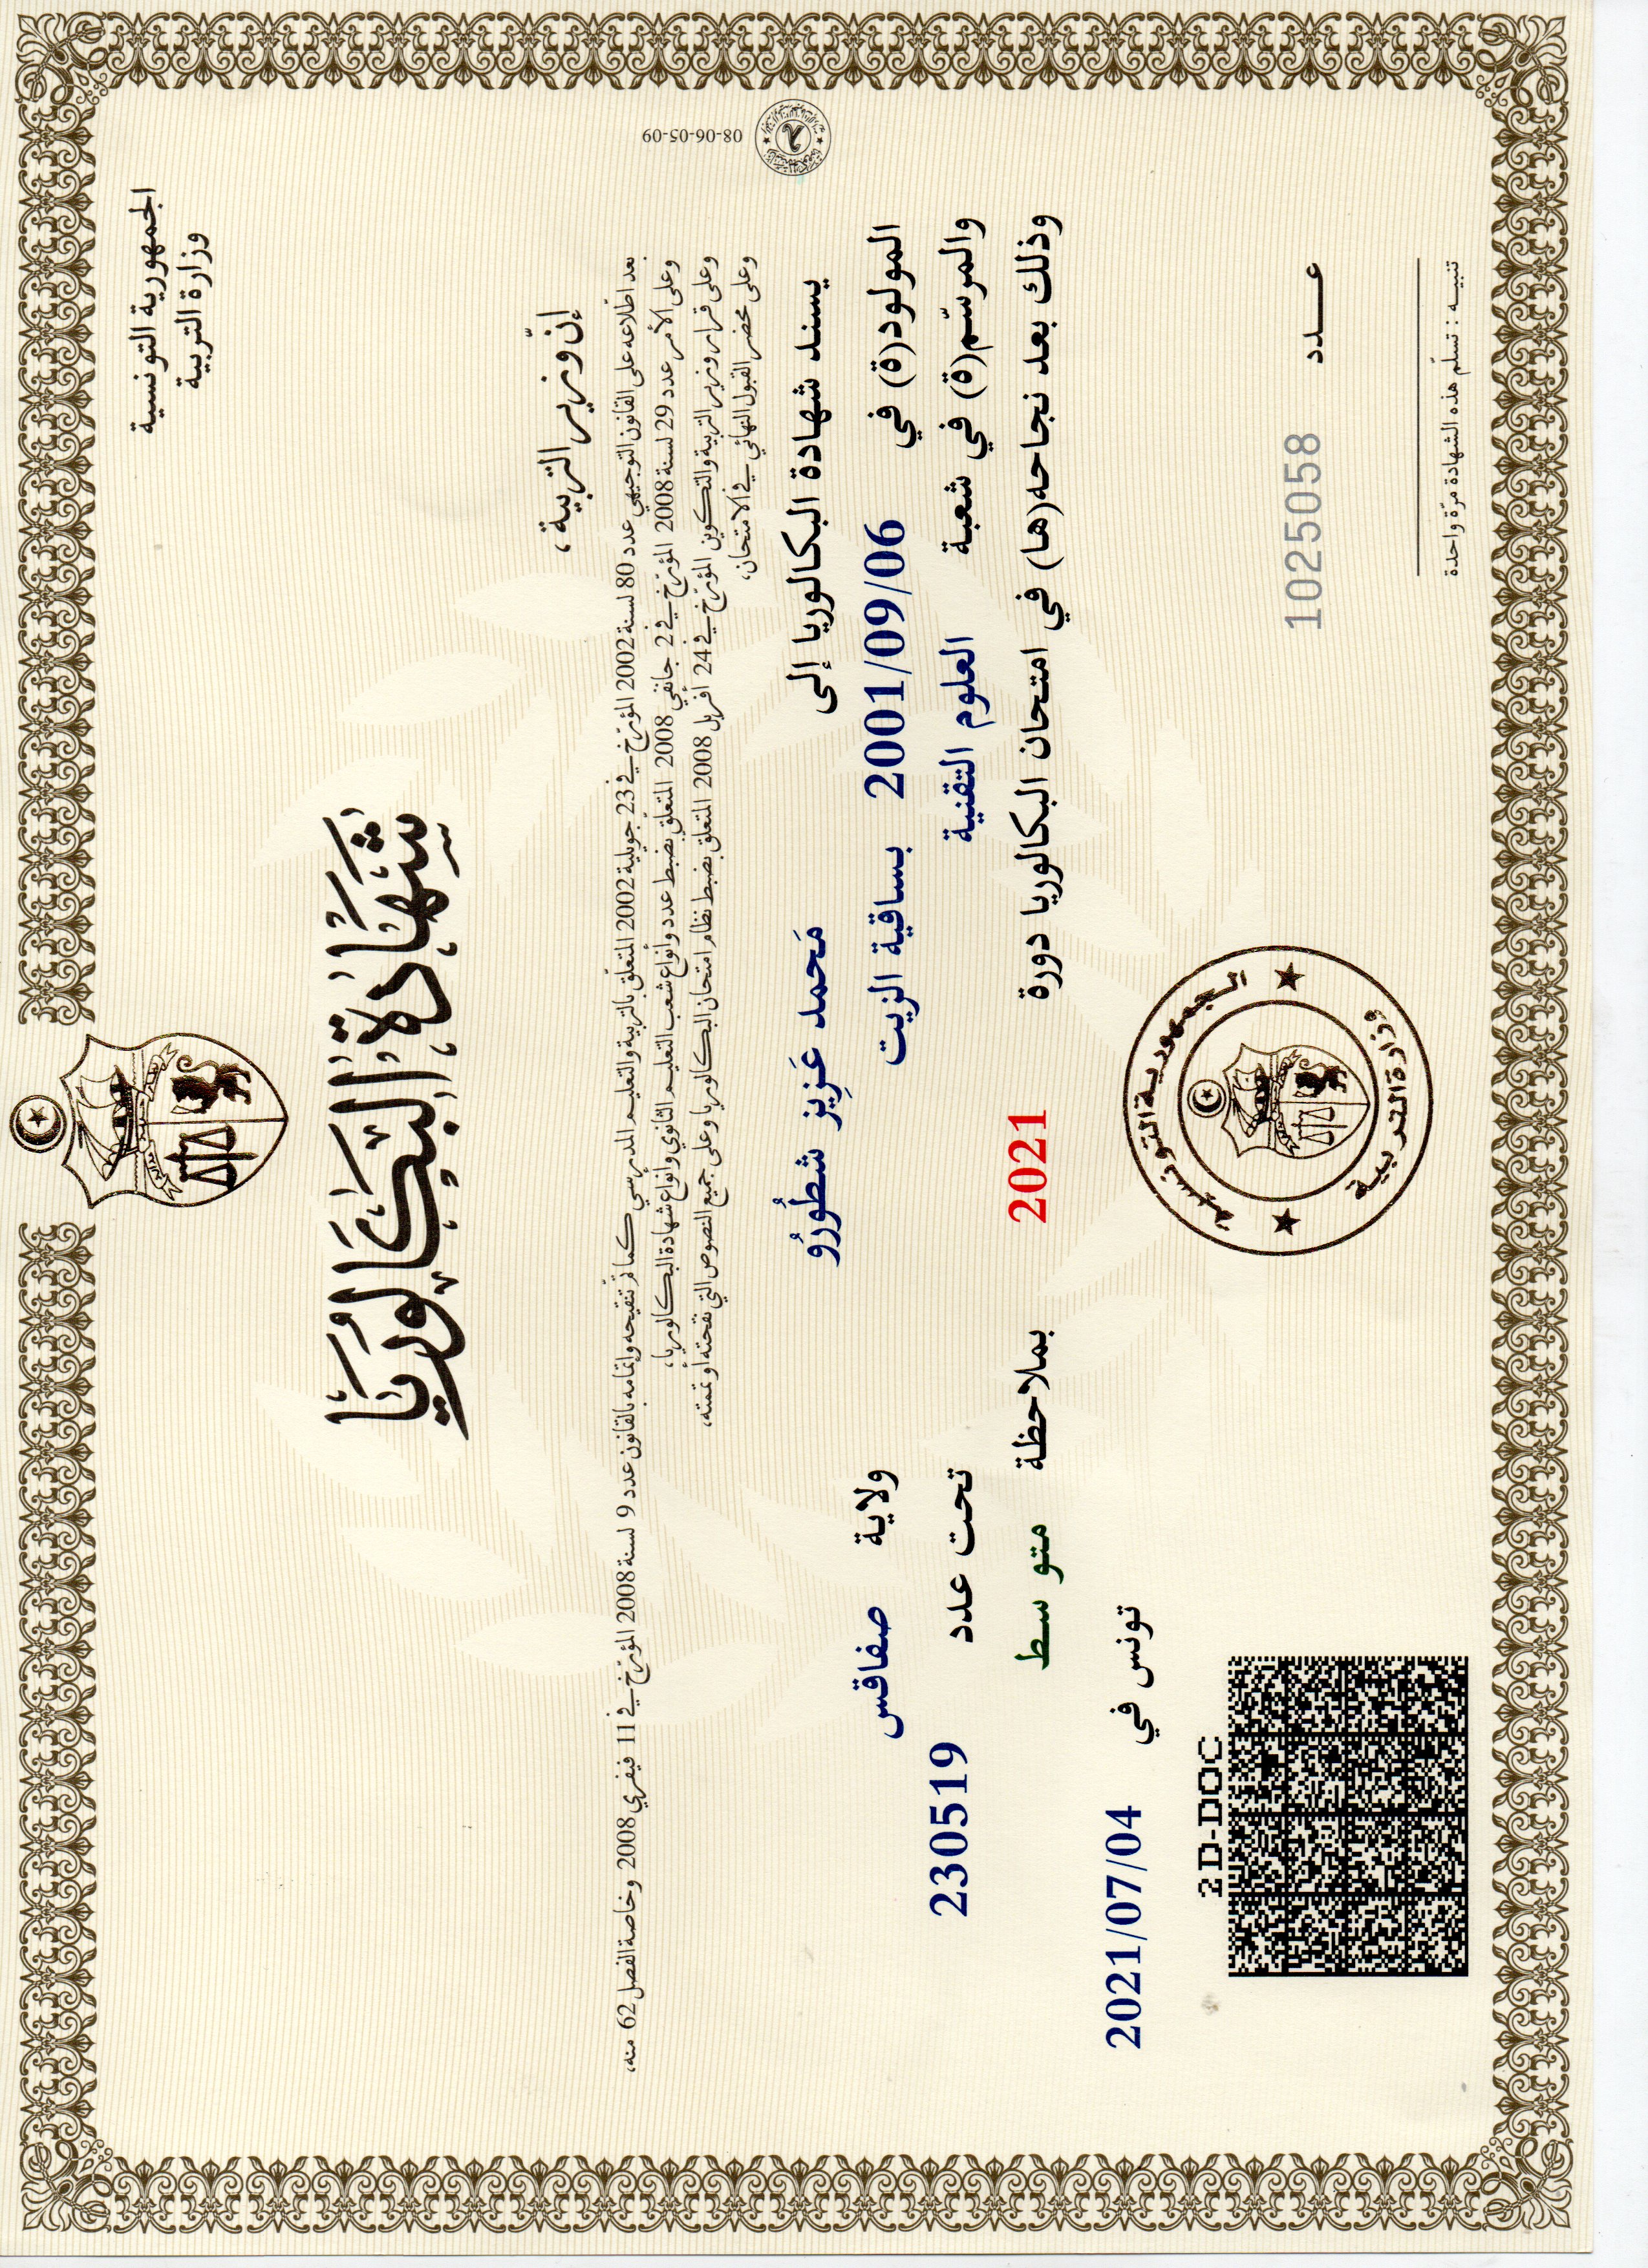 الجمهورية التونسية
وزارة التربية
شَهَادة البَكَالوُريَا
إنّ وزير التربية ،
بعد اطّلاعه على القانون التوجيهي عدد 80 لسنة 2002 المؤرّخ في 23 جويلية 2002 المتعلّق بالتربية والتعليم المدرسي كما تمّ تنقيحه وإتمامه بالقانون عدد 9 لسنة 2008 المؤرّخ في 11 فيفري 2008 وخاصة الفصل 62 منه،
وعلى الأمر عدد 29 لسنة 2008 المؤرّخ في 2 جانفي 2008 المتعلّق بضبط عدد وأنواع شعب التعليم الثانوي وأنواع شهادة البكالوريا،
وعلى قرار وزير التربية والتكوين المؤرّخ في 24 أفريل 2008 المتعلّق بضبط نظام امتحان البكالوريا وعلى جميع النصوص التي نقحته أو تممته،
وعلى محضر القبول النهائي في الامتحان،
08-06-05-09
يسند شهادة البكالوريا إلى مَحمد عَزِيز شطُورُو
المولود(ة) في 2001/09/06 بساقية الزيت ولاية صفاقس
والمرسّم(ة) في شعبة العلوم التقنية تحت عدد 230519
وذلك بعد نجاحه(ها) في امتحان البكالوريا دورة 2021 بملاحظة متوسط
تونس في 2021/07/04
2D-DOC
الجمهورية التونسية
وزارة التربية
عـــدد 1025058
تنبيـه : تسلّم هذه الشهادة مرّة واحدة